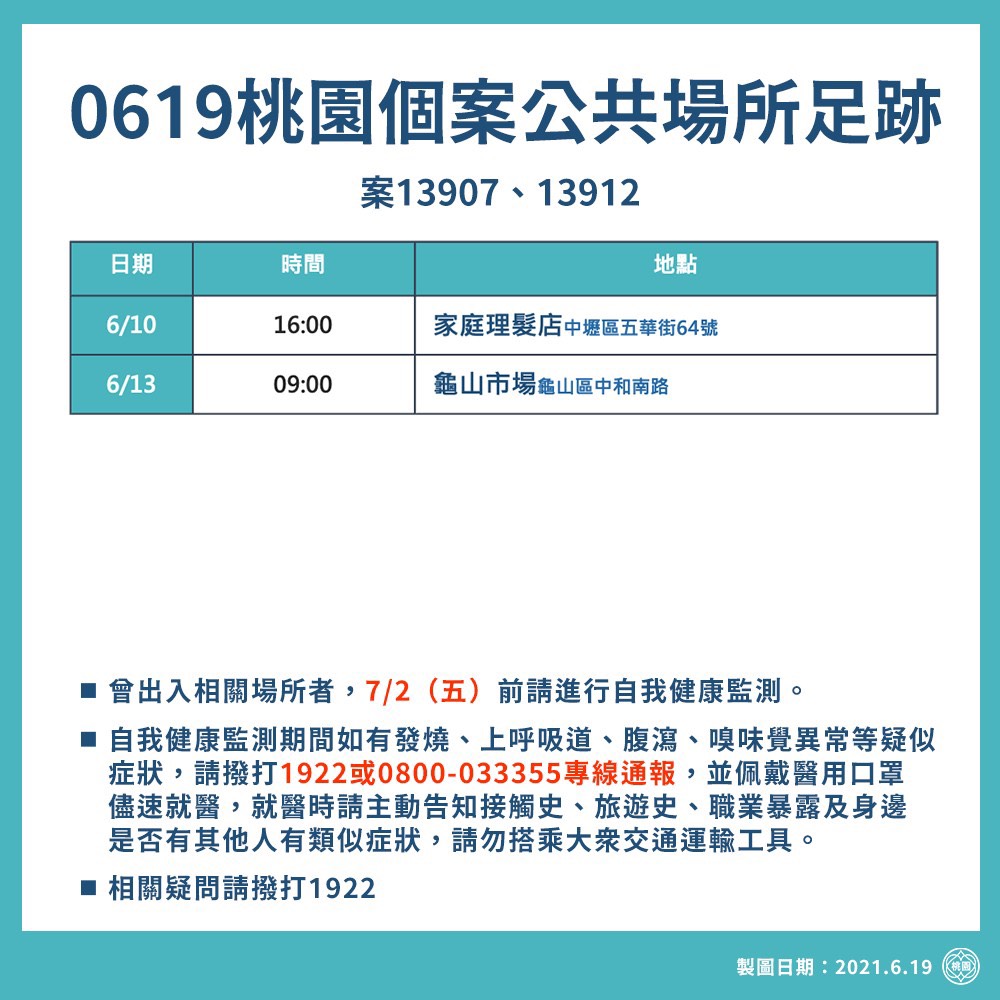 0619桃園個案公共場所足跡
案13907、13912
日期 時間 地點
6/10 16:00 家庭理髮店中壢區五華街64號
6/13 09:00 龜山市場龜山區中和南路
■ 曾出入相關場所者，7/2（五）前請進行自我健康監測。
■ 自我健康監測期間如有發燒、上呼吸道、腹瀉、嗅味覺異常等疑似
症狀，請撥打1922或0800-033355專線通報，並佩戴醫用口罩
儘速就醫，就醫時請主動告知接觸史、旅遊史、職業暴露及身邊
是否有其他人有類似症狀，請勿搭乘大眾交通運輸工具。
■ 相關疑問請撥打1922
製圖日期：2021.6.19 桃園